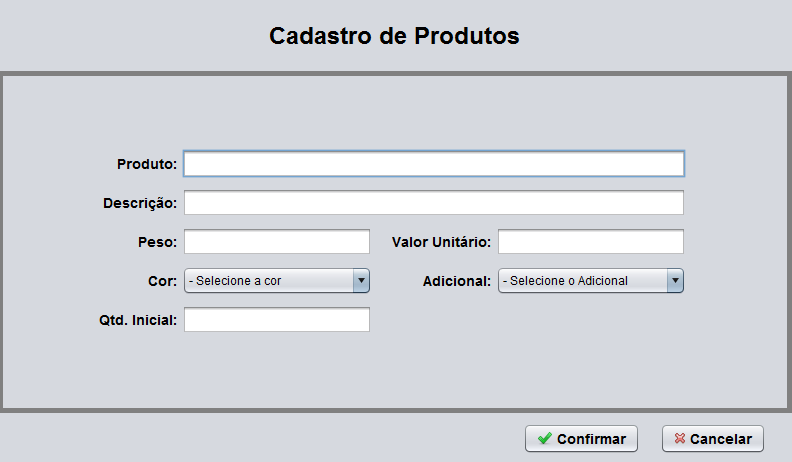 Cadastro de Produtos
Produto:
Descrição:
Peso: Valor Unitário:
Cor: - Selecione a cor Adicional: - Selecione o Adicional
Qtd. Inicial:
Confirmar Cancelar